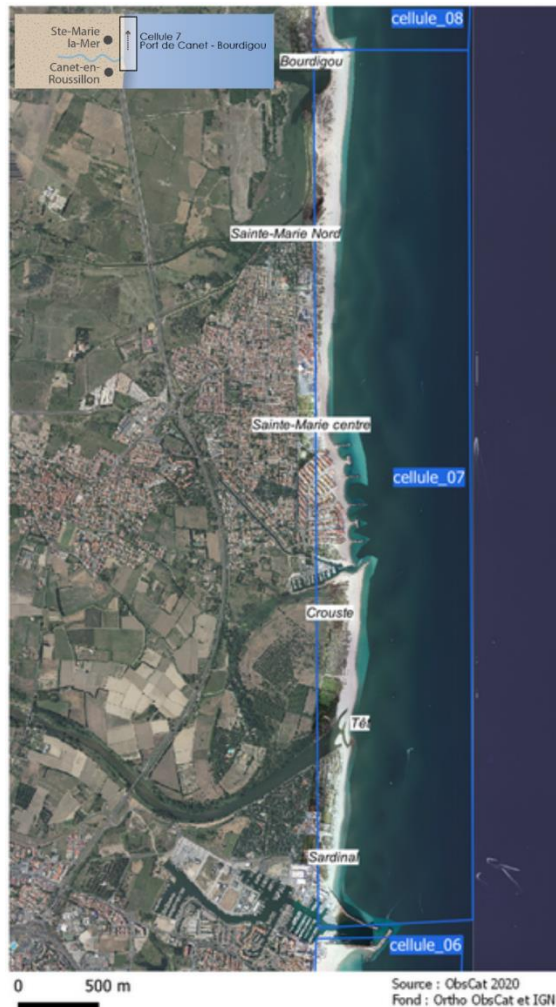 cellule_08
Ste-Marie
la-Mer
Canet-en-
Roussillon
Cellule 7
Port de Canet - Bourdigou
Bourdigou
Sainte-Marie Nord
Sainte-Marie centre
cellule_07
Crouste
Têt
Sardinal
cellule_06
0 500 m
Source : ObsCat 2020
Fond : Ortho ObsCat et IGN